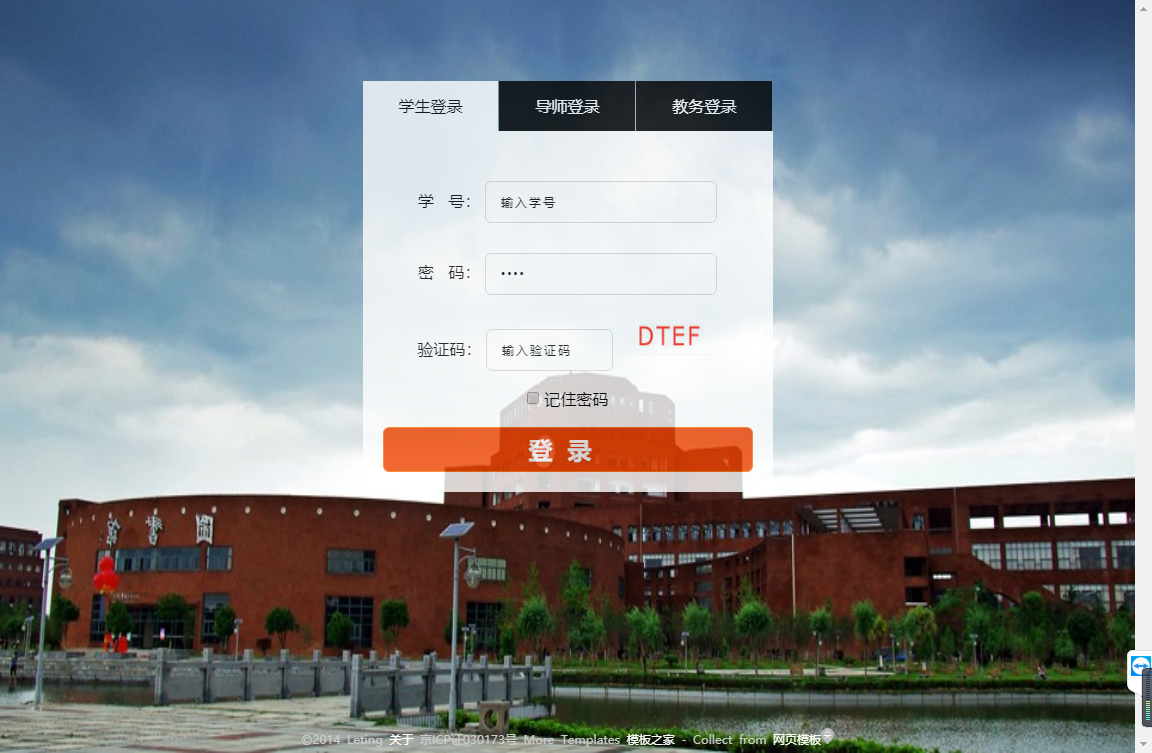 学生登录 导师登录 教务登录
学 号： 输入学号
密 码： ····
验证码： 输入验证码 DTEF
记住密码
登 录
圖書館
©2014 Leting 关于 京ICP证030173号 More Templates 模板之家 - Collect from 网页模板